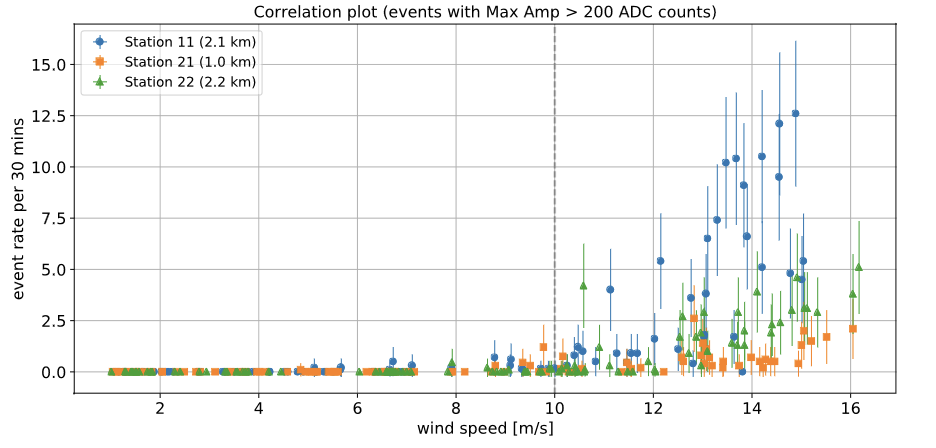 Correlation plot (events with Max Amp > 200 ADC counts)
Station 11 (2.1 km)
Station 21 (1.0 km)
Station 22 (2.2 km)
event rate per 30 mins
15.0
12.5
10.0
7.5
5.0
2.5
0.0
2 4 6 8 10 12 14 16
wind speed [m/s]